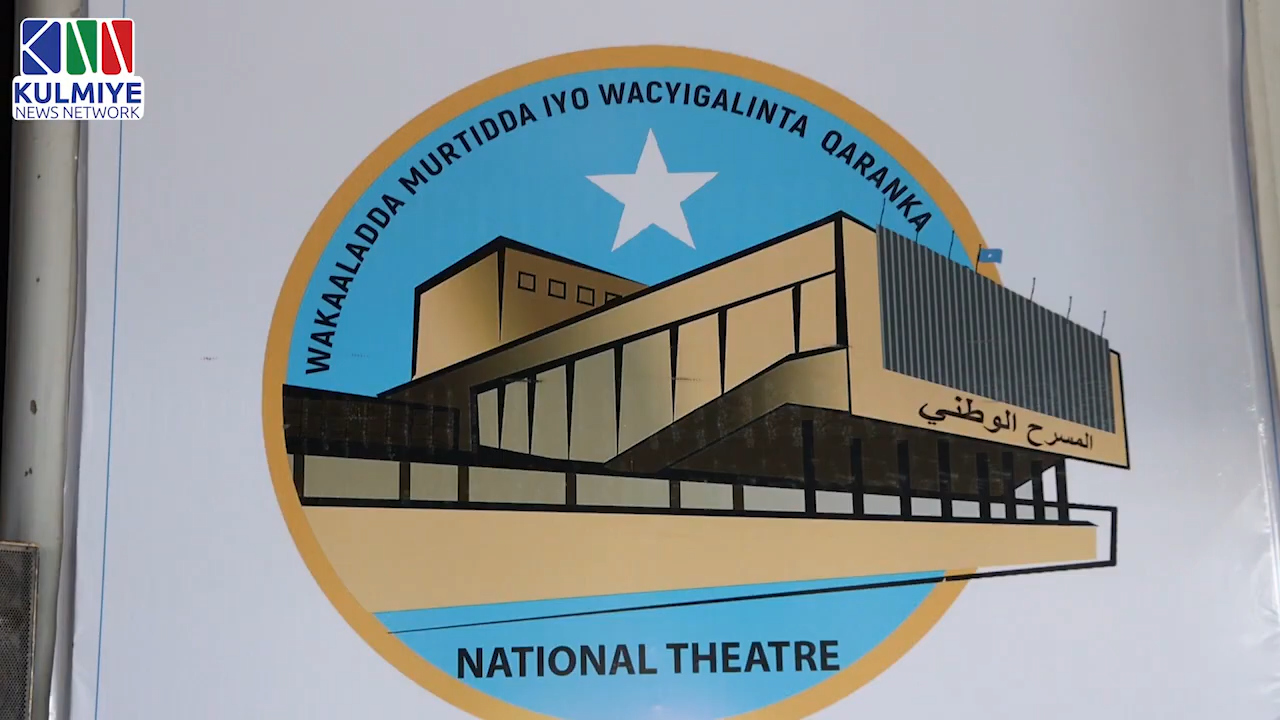 KULMIYE
NEWS NETWORK
WAKAALADDA MURTIDDA IYO WACYIGALINTA QARANKA
المسرح الوطني
NATIONAL THEATRE